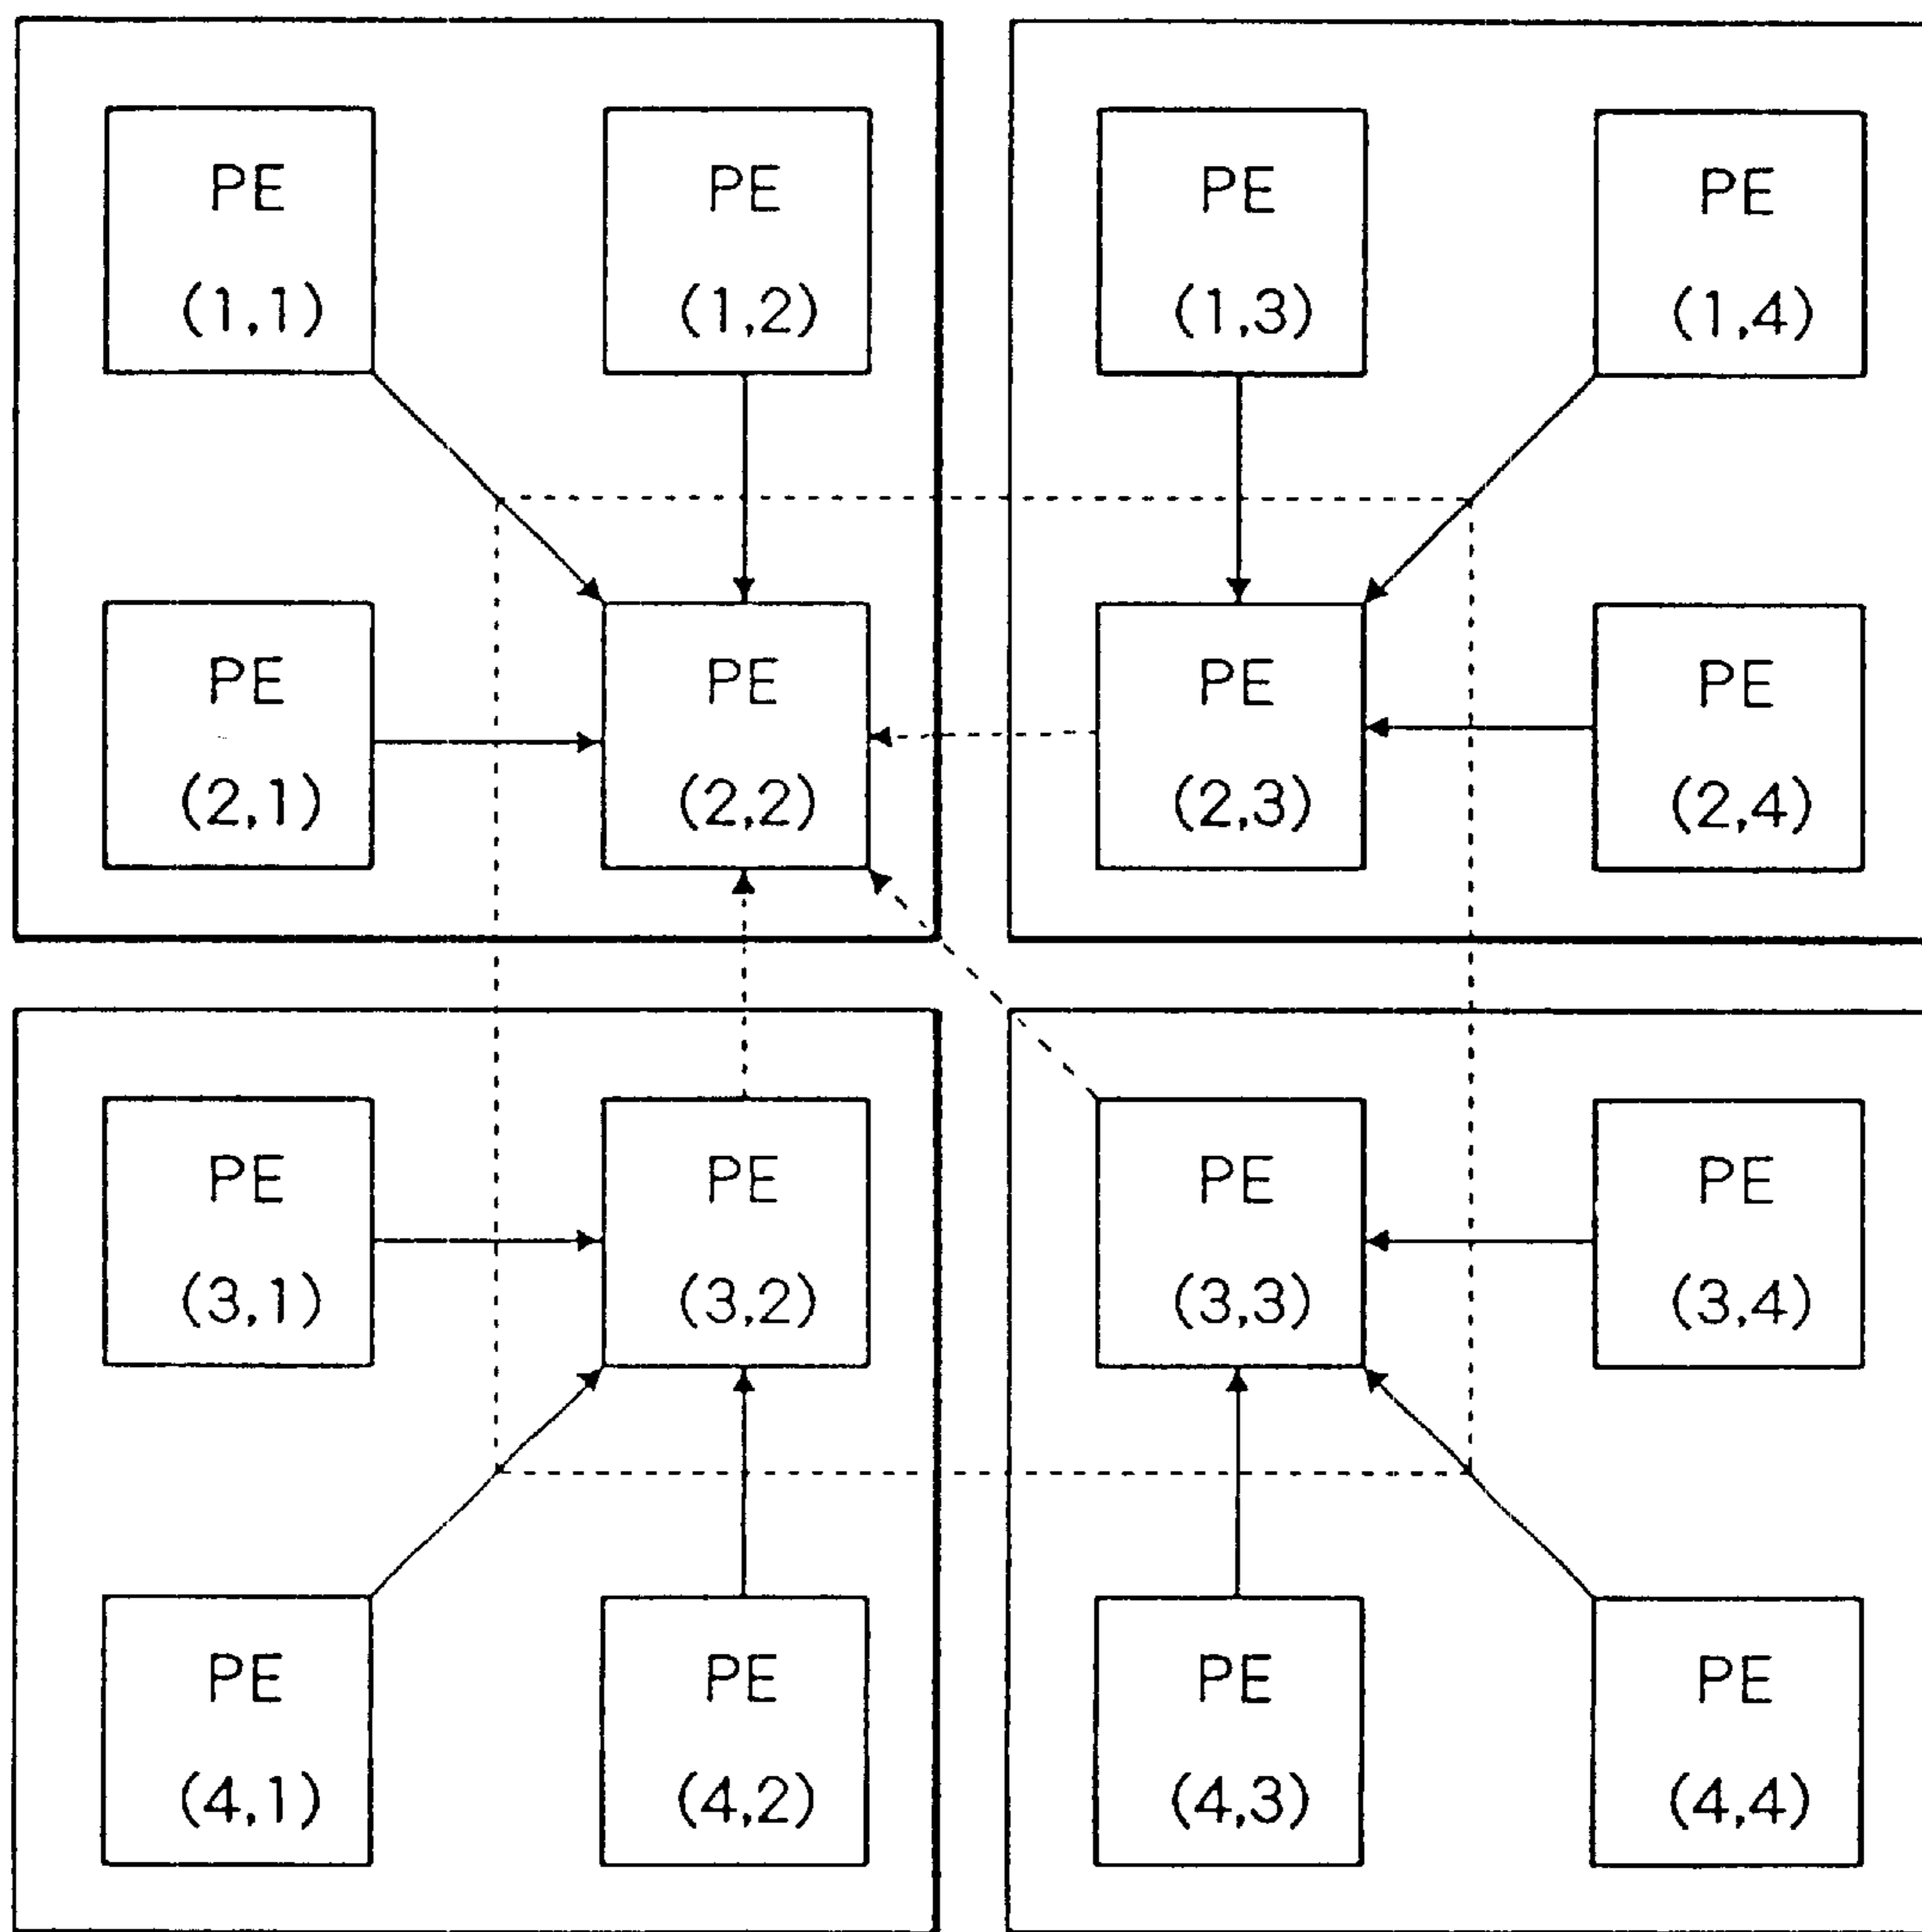 PE
(1,1)
PE
(1,2)
PE
(1,3)
PE
(1,4)
PE
(2,1)
PE
(2,2)
PE
(2,3)
PE
(2,4)
PE
(3,1)
PE
(3,2)
PE
(3,3)
PE
(3,4)
PE
(4,1)
PE
(4,2)
PE
(4,3)
PE
(4,4)